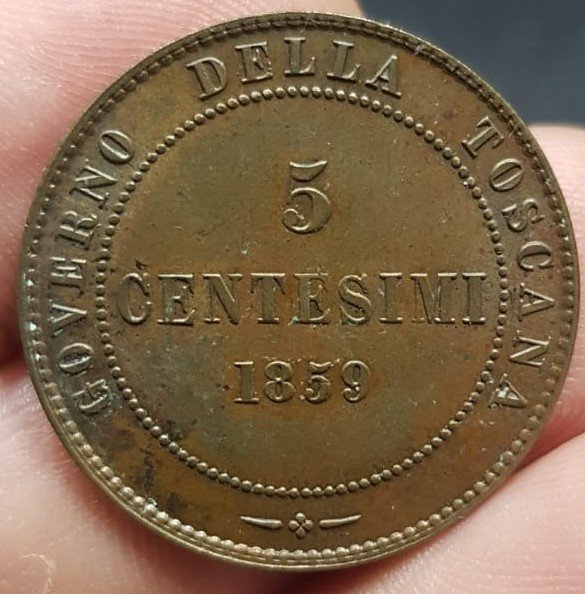 GOVERNO DELLA TOSCANA
5
CENTESIMI
1859